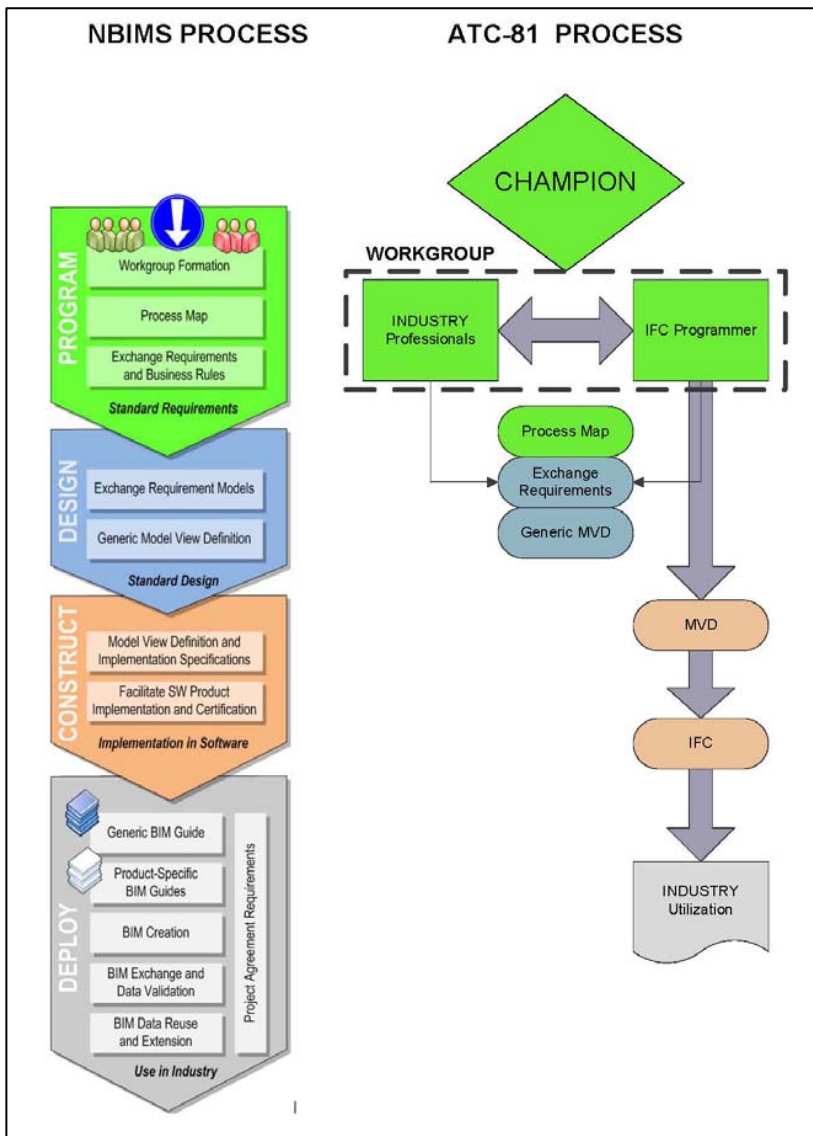 NBIMS PROCESS
ATC-81 PROCESS
PROGRAM
Workgroup Formation
Process Map
Exchange Requirements
and Business Rules
Standard Requirements
DESIGN
Exchange Requirement Models
Generic Model View Definition
Standard Design
CONSTRUCT
Model View Definition and
Implementation Specifications
Facilitate SW Product
Implementation and Certification
Implementation in Software
DEPLOY
Generic BIM Guide
Product-Specific
BIM Guides
BIM Creation
BIM Exchange and
Data Validation
BIM Data Reuse
and Extension
Project Agreement Requirements
Use in Industry
CHAMPION
WORKGROUP
INDUSTRY
Professionals
IFC Programmer
Process Map
Exchange
Requirements
Generic MVD
MVD
IFC
INDUSTRY
Utilization